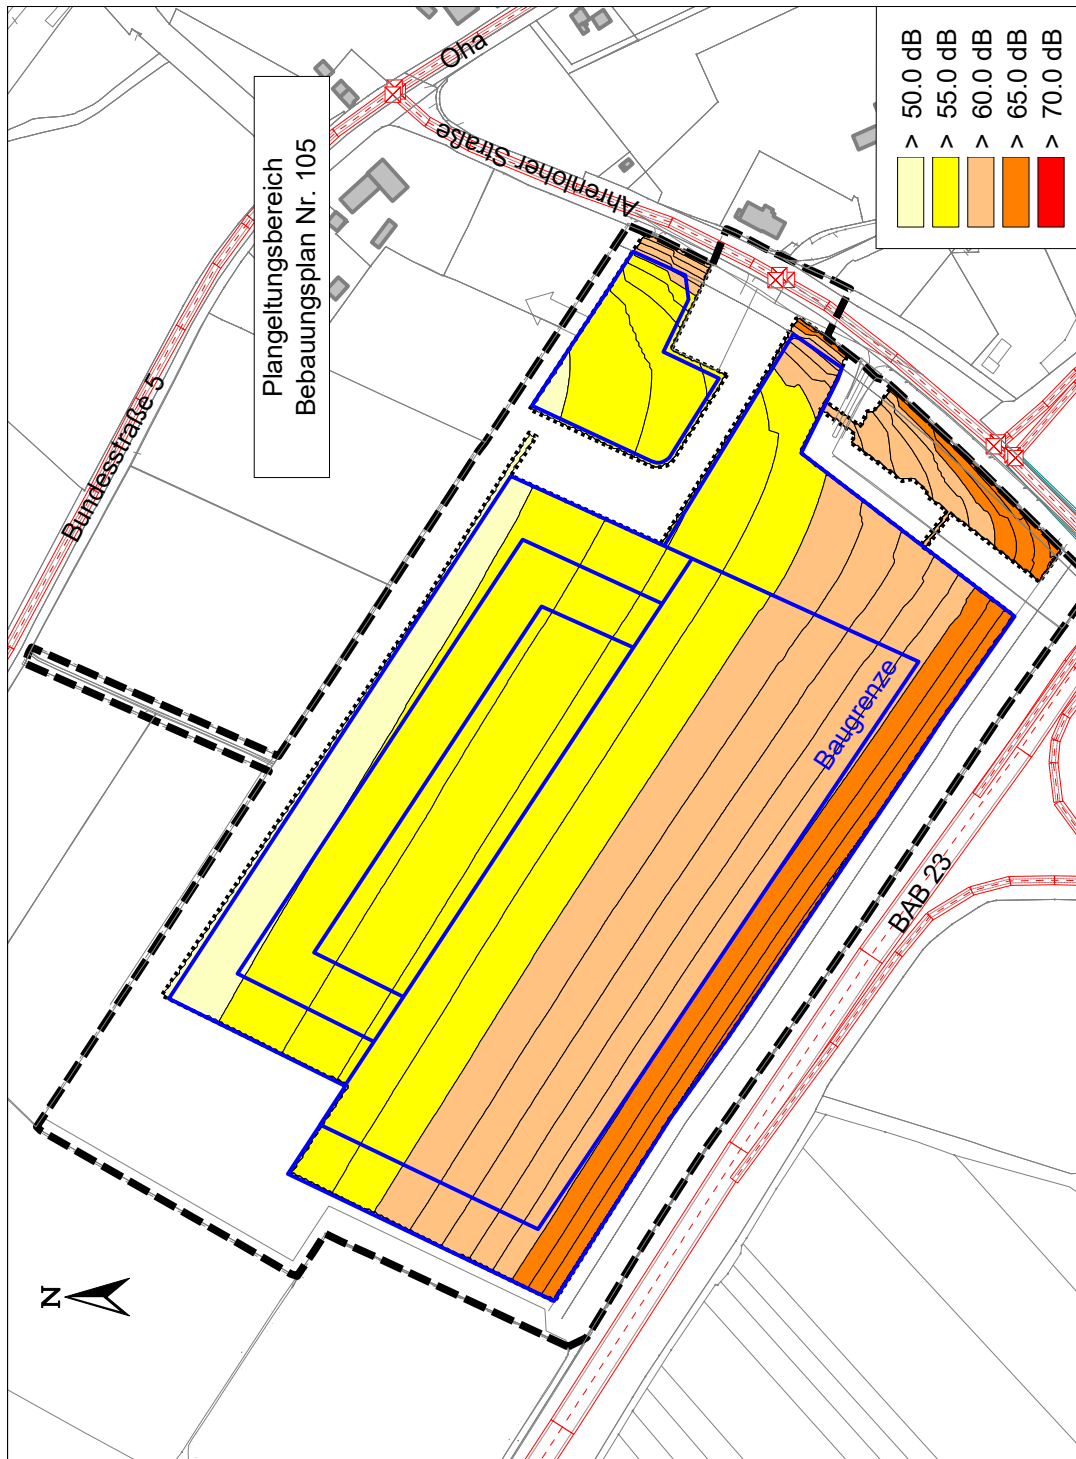 Oha
Plangeltungsbereich
Bebauungsplan Nr. 105
Ahrenloher Straße
Bundesstraße 5
> 50.0 dB
> 55.0 dB
> 60.0 dB
> 65.0 dB
> 70.0 dB
Baugrenze
BAB 23
N